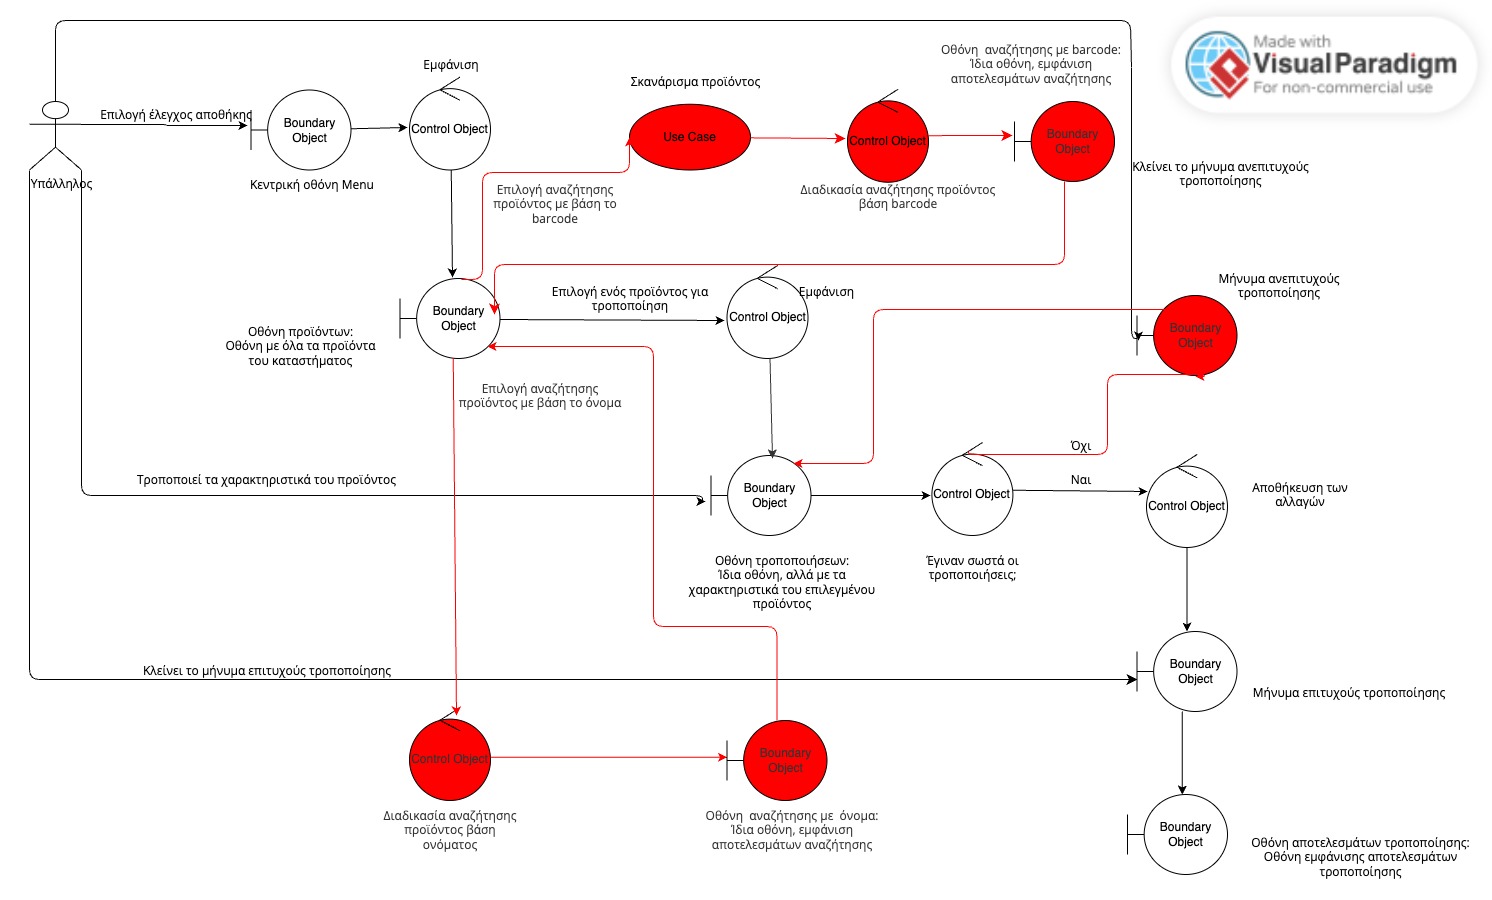 Made with
Visual Paradigm
For non-commercial use
Οθόνη αναζήτησης με barcode:
Ίδια οθόνη, εμφάνιση
αποτελεσμάτων αναζήτησης
Εμφάνιση
Σκανάρισμα προϊόντος
Επιλογή έλεγχος αποθήκης
Boundary
Object
Control Object
Use Case
Control Object
Boundary
Object
Υπάλληλος
Κεντρική οθόνη Menu
Επιλογή αναζήτησης
προϊόντος με βάση το
barcode
Διαδικασία αναζήτησης προϊόντος
βάση barcode
Κλείνει το μήνυμα ανεπιτυχούς
τροποποίησης
Boundary
Object
Οθόνη προϊόντων:
Οθόνη με όλα τα προϊόντα
του καταστήματος
Επιλογή ενός προϊόντος για
τροποποίηση
Εμφάνιση
Control Object
Μήνυμα ανεπιτυχούς
τροποποίησης
Boundary
Object
Επιλογή αναζήτησης
προϊόντος με βάση το όνομα
Όχι
Ναι
Τροποποιεί τα χαρακτηριστικά του προϊόντος
Boundary
Object
Control Object
Control Object
Αποθήκευση των
αλλαγών
Οθόνη τροποποιήσεων:
Ίδια οθόνη, αλλά με τα
χαρακτηριστικά του επιλεγμένου
προϊόντος
Έγιναν σωστά οι
τροποποιήσεις;
Κλείνει το μήνυμα επιτυχούς τροποποίησης
Boundary
Object
Μήνυμα επιτυχούς τροποποίησης
Control Object
Boundary
Object
Διαδικασία αναζήτησης
προϊόντος βάση
ονόματος
Οθόνη αναζήτησης με όνομα:
Ίδια οθόνη, εμφάνιση
αποτελεσμάτων αναζήτησης
Boundary
Object
Οθόνη αποτελεσμάτων τροποποίησης:
Οθόνη εμφάνισης αποτελεσμάτων
τροποποίησης